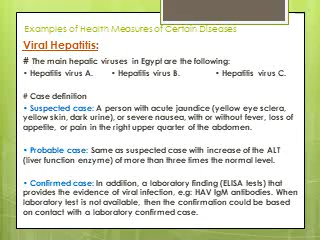 Examples of Health Measures of Certain Diseases
Viral Hepatitis:
# The main hepatic viruses in Egypt are the following:
• Hepatitis virus A. • Hepatitis virus B. • Hepatitis virus C.
# Case definition
• Suspected case: A person with acute jaundice (yellow eye sclera,
yellow skin, dark urine), or severe nausea, with or without fever, loss of
appetite, or pain in the right upper quarter of the abdomen.
• Probable case: Same as suspected case with increase of the ALT
(liver function enzyme) of more than three times the normal level.
• Confirmed case: In addition, a laboratory finding (ELISA tests) that
provides the evidence of viral infection, e.g: HAV IgM antibodies. When
laboratory test is not available, then the confirmation could be based
on contact with a laboratory confirmed case.